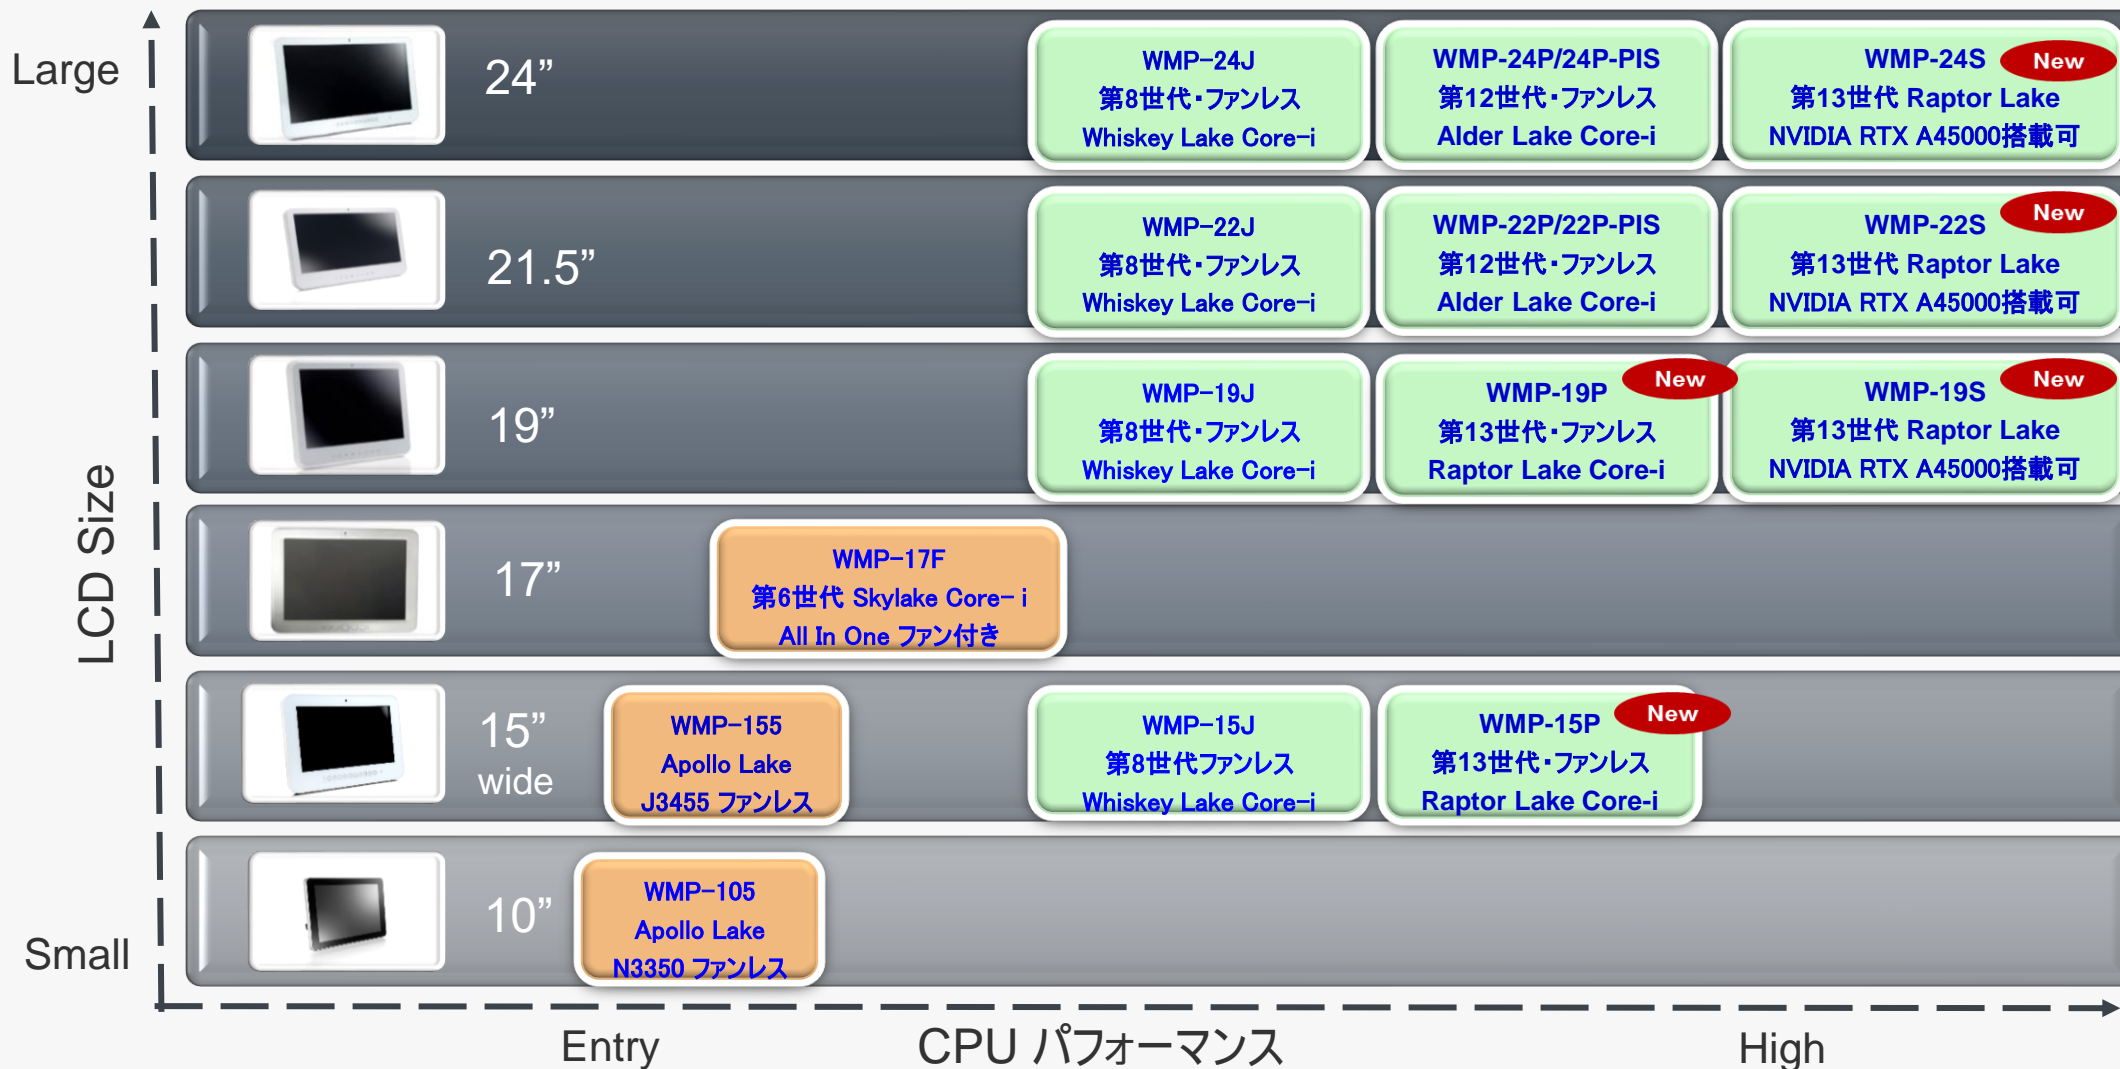 Large
24”
WMP-24J
第8世代・ファンレス
Whiskey Lake Core-i
WMP-24P/24P-PIS
第12世代・ファンレス
Alder Lake Core-i
WMP-24S
New
第13世代 Raptor Lake
NVIDIA RTX A45000搭載可
21.5”
WMP-22J
第8世代・ファンレス
Whiskey Lake Core-i
WMP-22P/22P-PIS
第12世代・ファンレス
Alder Lake Core-i
WMP-22S
New
第13世代 Raptor Lake
NVIDIA RTX A45000搭載可
19”
WMP-19J
第8世代・ファンレス
Whiskey Lake Core-i
WMP-19P
New
第13世代・ファンレス
Raptor Lake Core-i
WMP-19S
New
第13世代 Raptor Lake
NVIDIA RTX A45000搭載可
LCD Size
17”
WMP-17F
第6世代 Skylake Core- i
All In One ファン付き
15”
wide
WMP-155
Apollo Lake
J3455 ファンレス
WMP-15J
第8世代ファンレス
Whiskey Lake Core-i
WMP-15P
New
第13世代・ファンレス
Raptor Lake Core-i
Small
10”
WMP-105
Apollo Lake
N3350 ファンレス
Entry
CPU パフォーマンス
High